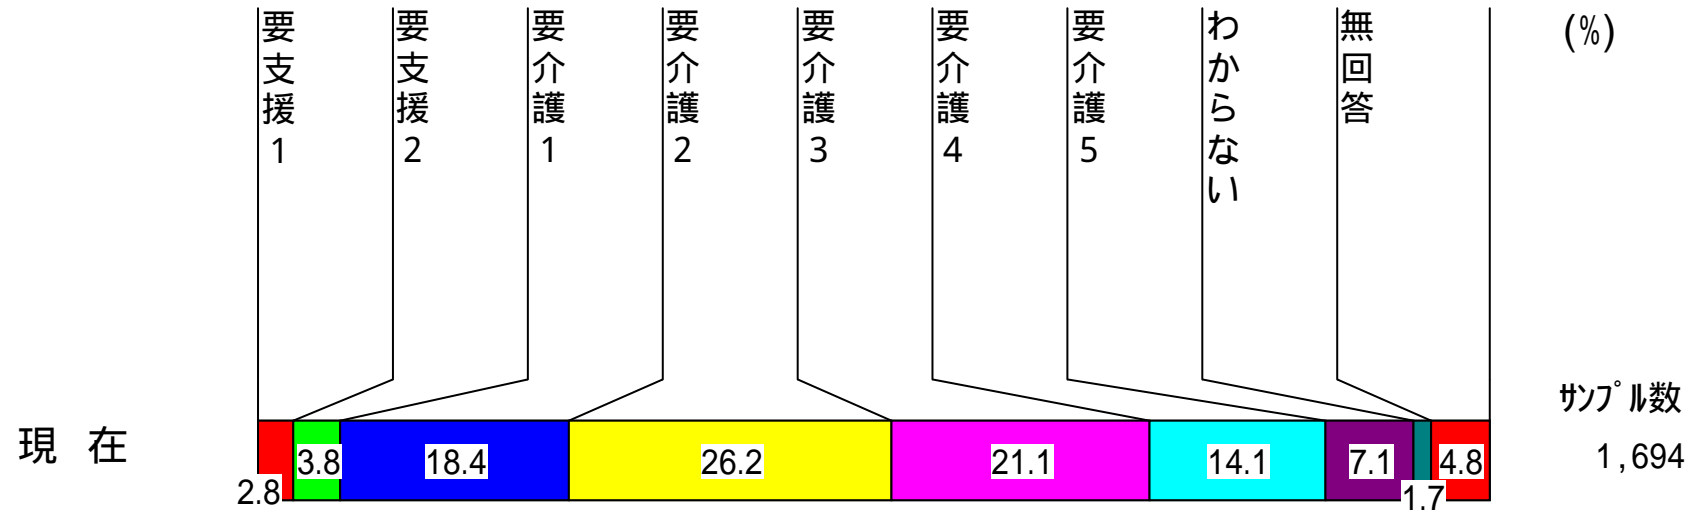 要支援1
要支援2
要介護1
要介護2
要介護3
要介護4
要介護5
わからない
無回答
(%)
ｻﾝﾌﾟﾙ数
現 在
2.8
3.8
18.4
26.2
21.1
14.1
7.1
1.7
4.8
1,694